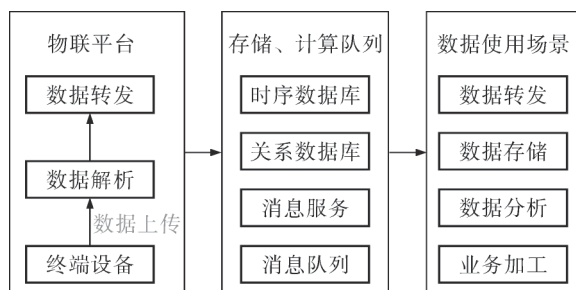 物联平台
数据转发
数据解析
数据上传
终端设备
存储、计算队列
时序数据库
关系数据库
消息服务
消息队列
数据使用场景
数据转发
数据存储
数据分析
业务加工